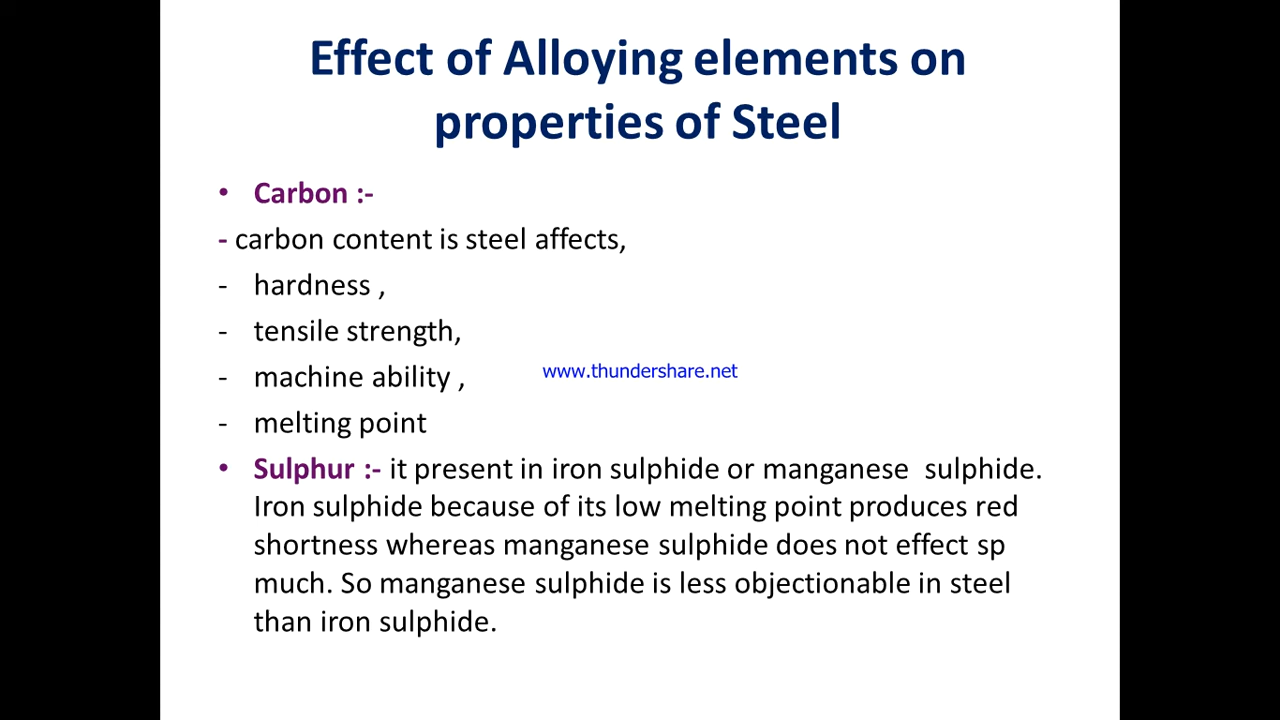 Effect of Alloying elements on
properties of Steel
• Carbon :-
- carbon content is steel affects,
- hardness ,
- tensile strength,
- machine ability ,
www.thundershare.net
- melting point
• Sulphur :- it present in iron sulphide or manganese  sulphide.
Iron sulphide because of its low melting point produces red
shortness whereas manganese sulphide does not effect sp
much. So manganese sulphide is less objectionable in steel
than iron sulphide.